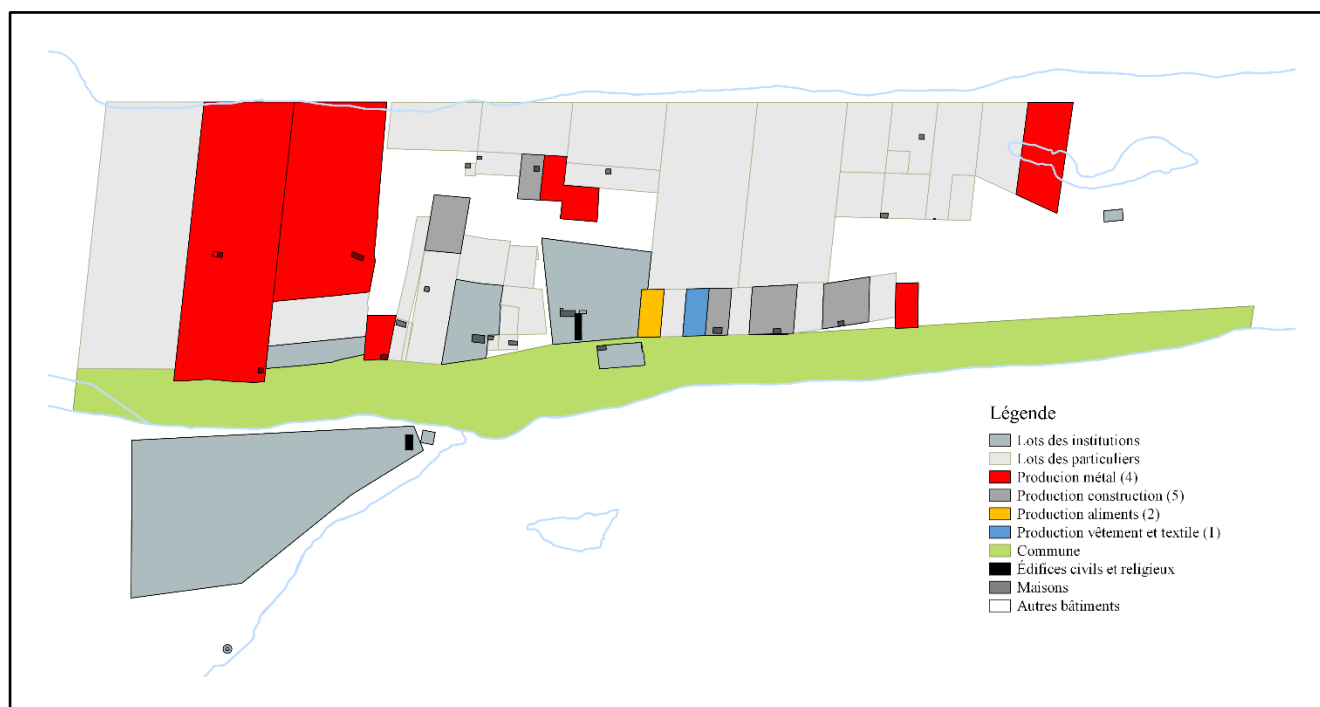 Légende
Lots des institutions
Lots des particuliers
Producion métal (4)
Production construction (5)
Production aliments (2)
Production vêtement et textile (1)
Commune
Édifices civils et religieux
Maisons
Autres bâtiments